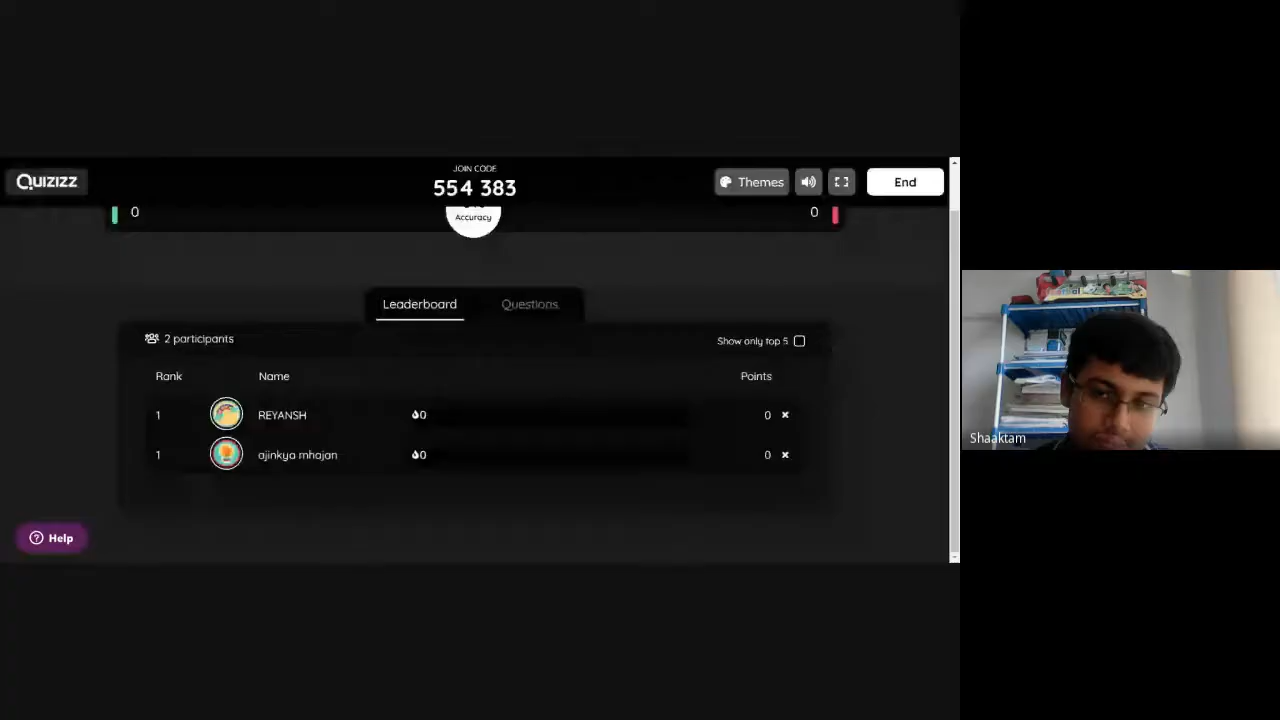 Quizizz
JOIN CODE
554 383
Themes
End
0
Accuracy
0
Leaderboard
Questions
2 participants
Show only top 5
Rank Name Points
1 REYANSH 0 0
1 ajinkya mhajan 0 0
Help
Shaaktam